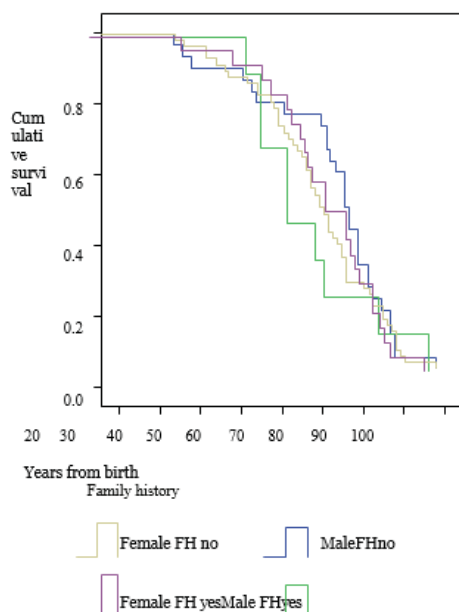 Cum
ulati
ve
survi
val
0.8
0.6
0.4
0.2
0.0
20 30 40 50 60 70 80 90 100
Years from birth
Family history
Female FH no
MaleFHno
Female FH yesMale FHyes